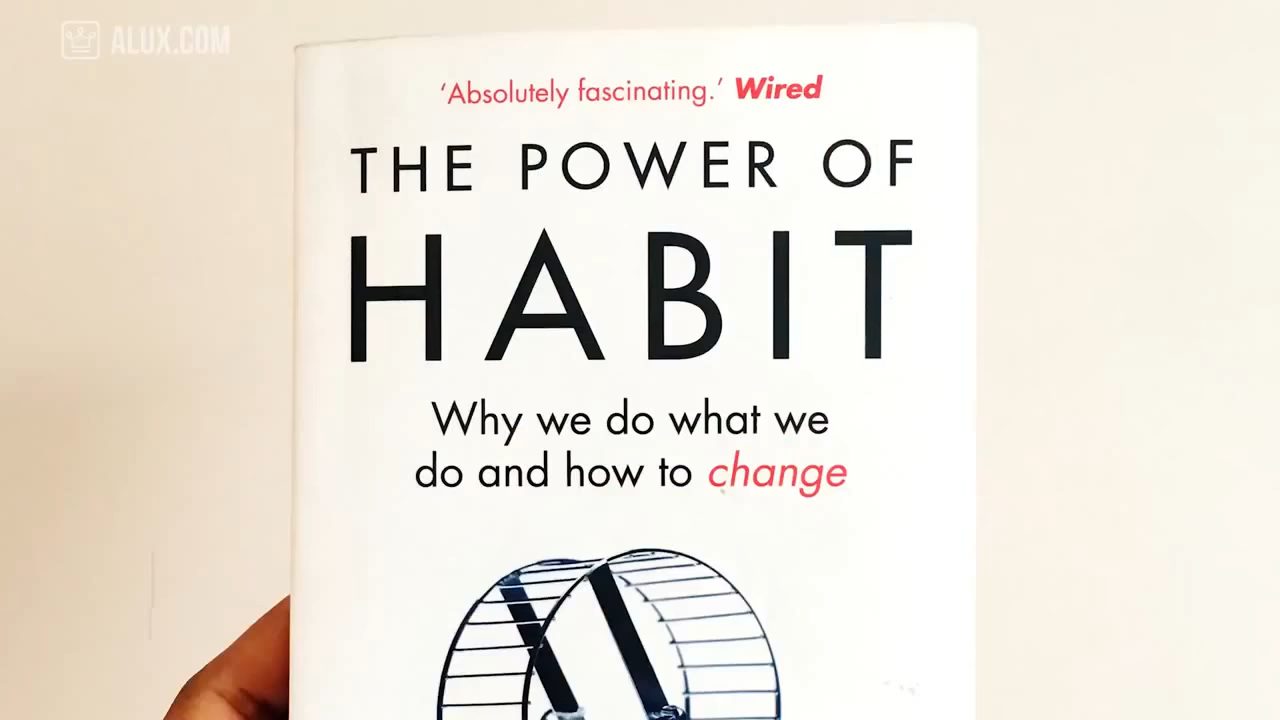 ALUX.COM
‘Absolutely fascinating.’ Wired
THE POWER OF
HABIT
Why we do what we
do and how to change